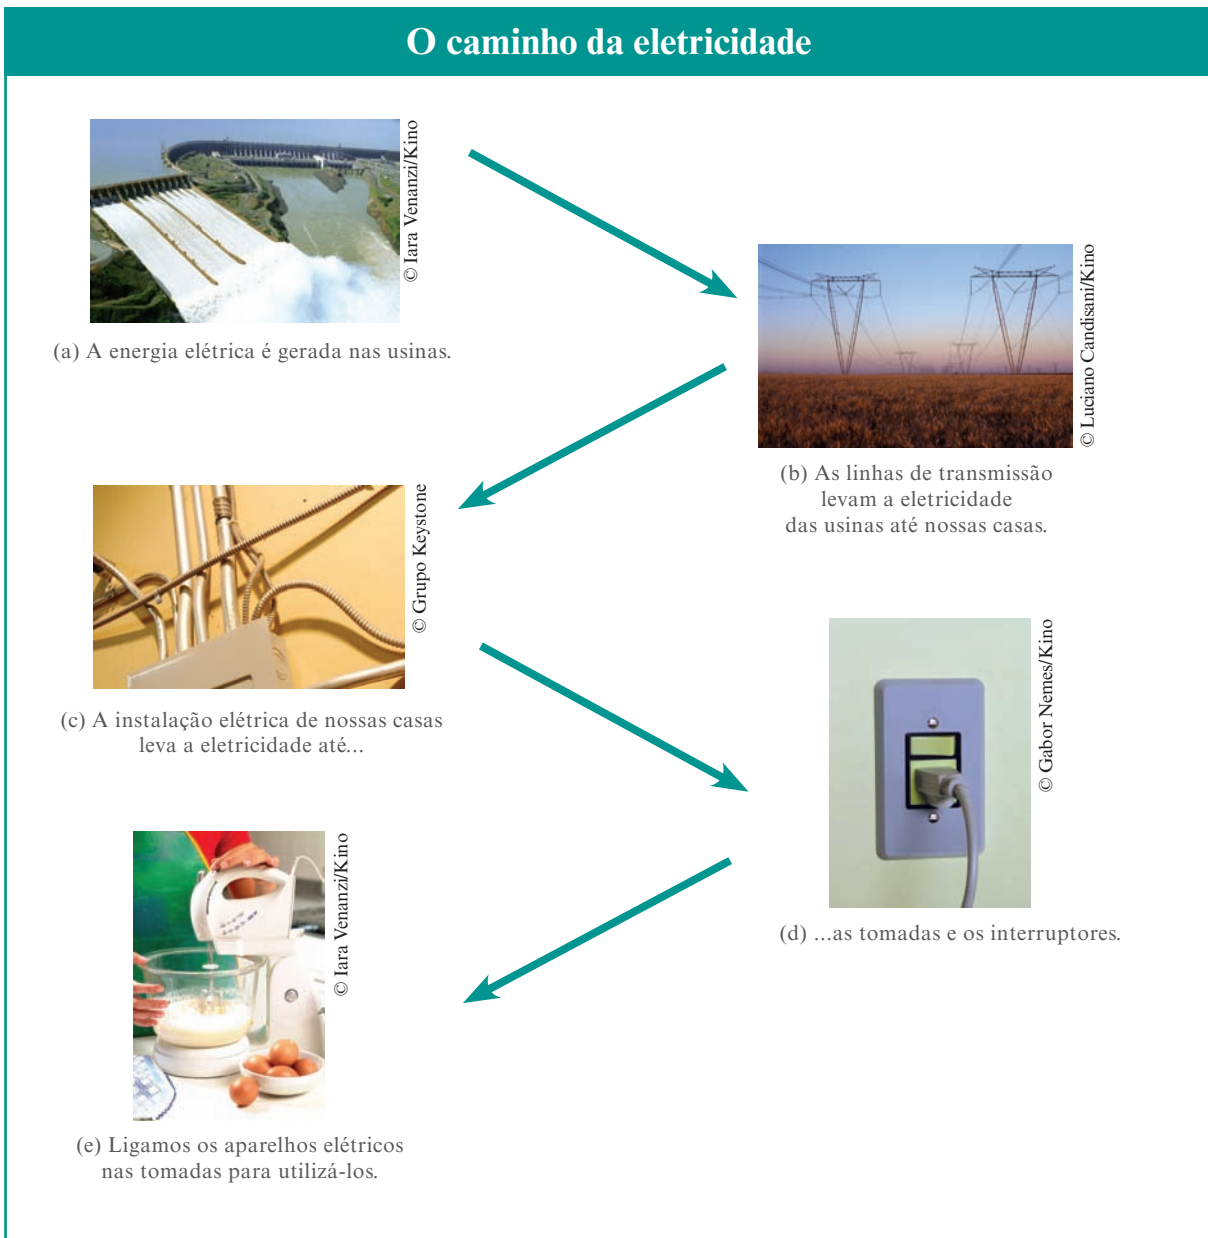 O caminho da eletricidade
© Iara Venanzi/Kino
(a) A energia elétrica é gerada nas usinas.
© Luciano Candisani/Kino
(b) As linhas de transmissão
levam a eletricidade
das usinas até nossas casas.
© Grupo Keystone
(c) A instalação elétrica de nossas casas
leva a eletricidade até...
© Gabor Nemes/Kino
(d) ...as tomadas e os interruptores.
© Iara Venanzi/Kino
(e) Ligamos os aparelhos elétricos
nas tomadas para utilizá-los.